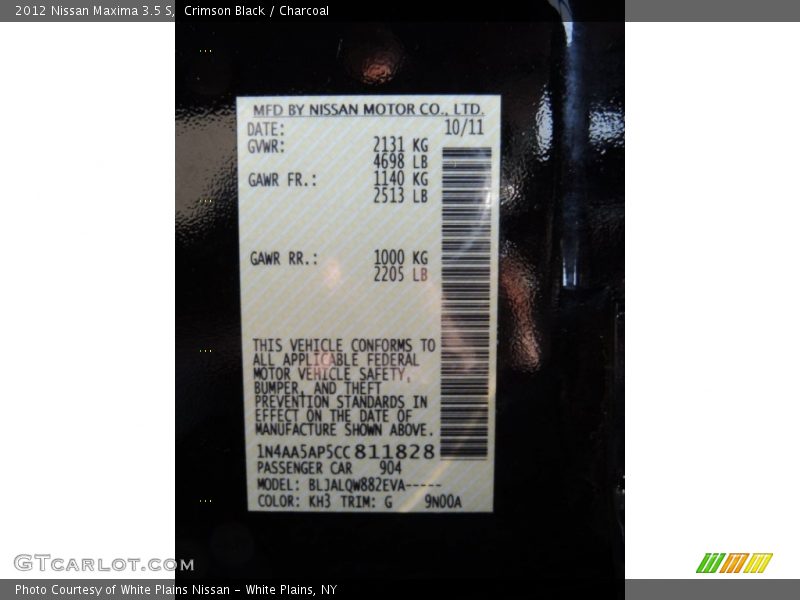 2012 Nissan Maxima 3.5 S, Crimson Black / Charcoal
MFD BY NISSAN MOTOR CO., LTD.
DATE: 10/11
GVWR: 2131 KG
4698 LB
GAWR FR.: 1140 KG
2513 LB
GAWR RR.: 1000 KG
2205 LB
THIS VEHICLE CONFORMS TO
ALL APPLICABLE FEDERAL
MOTOR VEHICLE SAFETY,
BUMPER, AND THEFT
PREVENTION STANDARDS IN
EFFECT ON THE DATE OF
MANUFACTURE SHOWN ABOVE.
1N4AA5AP5CC811828
PASSENGER CAR 904
MODEL: BLJALQW882EVA-----
COLOR: KH3 TRIM: G 9N00A
GTCARLOT.COM
Photo Courtesy of White Plains Nissan - White Plains, NY